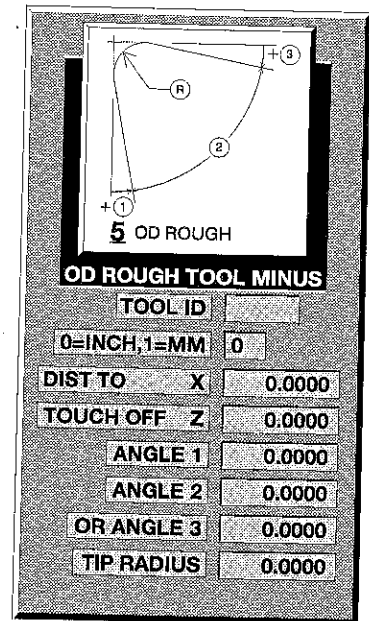 +③
Ⓡ
②
+①
5 OD ROUGH
OD ROUGH TOOL MINUS
TOOL ID
0=INCH,1=MM 0
DIST TO X 0.0000
TOUCH OFF Z 0.0000
ANGLE 1 0.0000
ANGLE 2 0.0000
OR ANGLE 3 0.0000
TIP RADIUS 0.0000